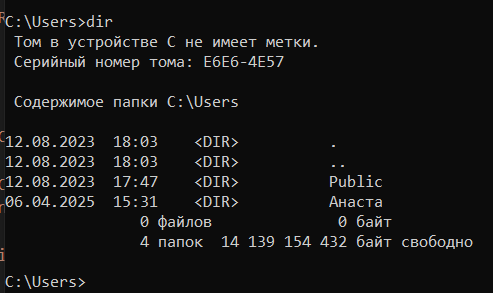 C:\Users>dir
Том в устройстве C не имеет метки.
Серийный номер тома: E6E6-4E57
Содержимое папки C:\Users
12.08.2023  18:03    <DIR>          .
12.08.2023  18:03    <DIR>          ..
12.08.2023  17:47    <DIR>          Public
06.04.2025  15:31    <DIR>          Анаста
0 файлов              0 байт
4 папок  14 139 154 432 байт свободно
C:\Users>